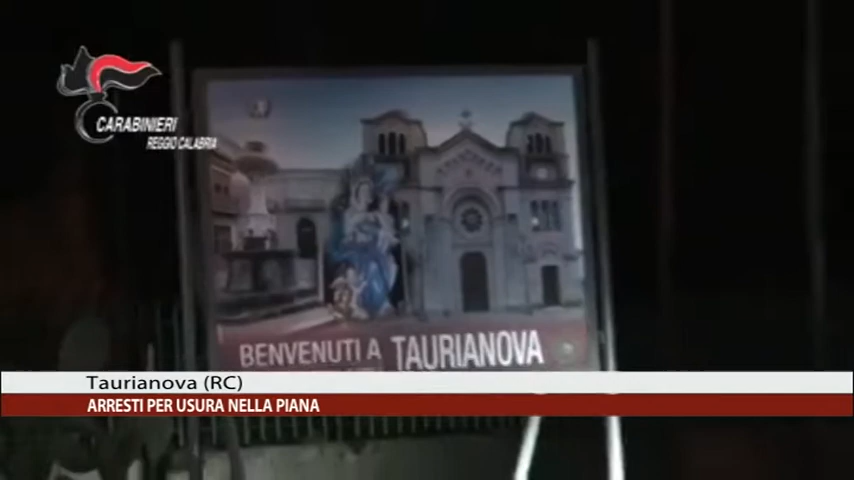 CARABINIERI
REGGIO CALABRIA
BENVENUTI A TAURIANOVA
Taurianova (RC)
ARRESTI PER USURA NELLA PIANA